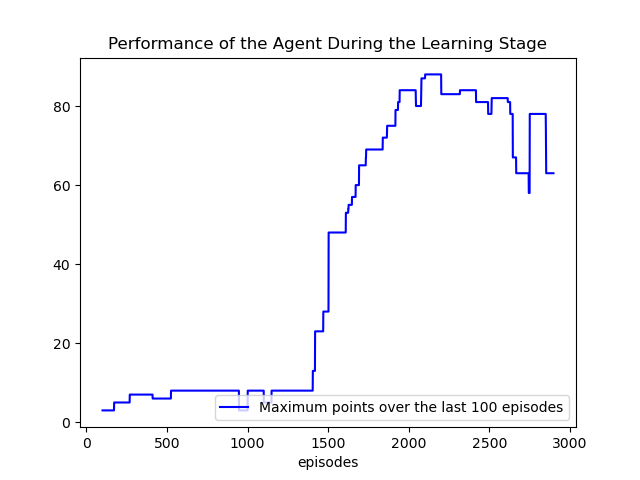 Performance of the Agent During the Learning Stage
80
60
40
20
0
Maximum points over the last 100 episodes
0 500 1000 1500 2000 2500 3000
episodes